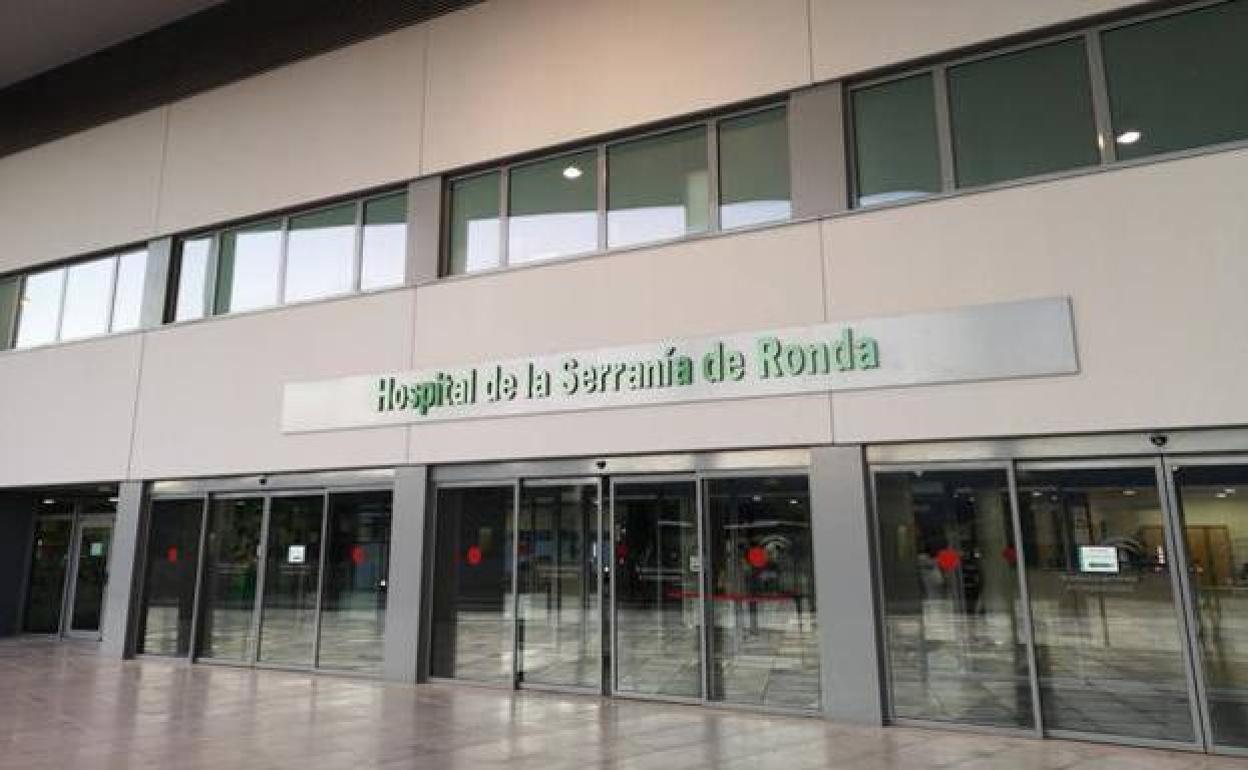 Hospital de la Serranía de Ronda